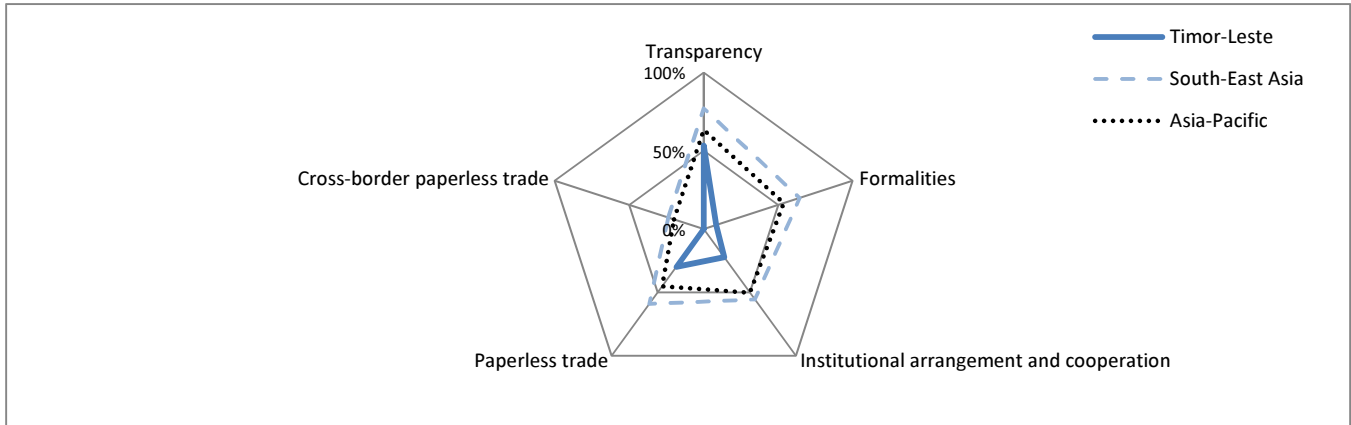 Transparency
100%
50%
0%
Formalities
Institutional arrangement and cooperation
Paperless trade
Cross-border paperless trade
Timor-Leste
South-East Asia
Asia-Pacific